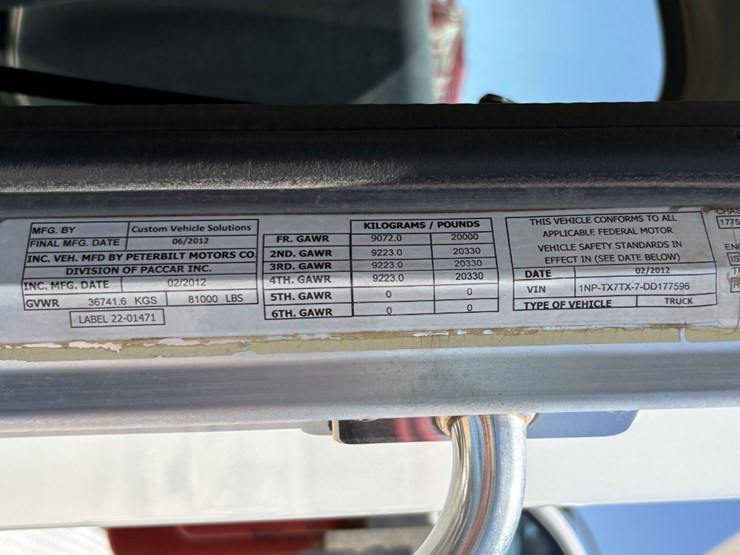 MFG. BY Custom Vehicle Solutions
FINAL MFG. DATE 06/2012
INC. VEH. MFD BY PETERBILT MOTORS CO.
DIVISION OF PACCAR INC.
INC. MFG. DATE 02/2012
GVWR 36741.6 KGS 81000 LBS
LABEL 22-01471
KILOGRAMS / POUNDS
FR. GAWR 9072.0 20000
2ND. GAWR 9223.0 20330
3RD. GAWR 9223.0 20330
4TH. GAWR 9223.0 20330
5TH. GAWR 0 0
6TH. GAWR 0 0
THIS VEHICLE CONFORMS TO ALL
APPLICABLE FEDERAL MOTOR
VEHICLE SAFETY STANDARDS IN
EFFECT IN (SEE DATE BELOW)
DATE 02/2012
VIN 1NP-TX7TX-7-DD177596
TYPE OF VEHICLE TRUCK
1775